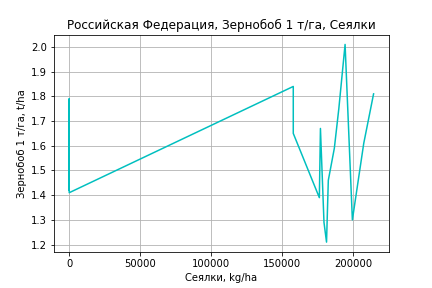 Российская Федерация, Зернобоб 1 т/га, Сеялки
2.0
1.9
1.8
1.7
1.6
1.5
1.4
1.3
1.2
Зернобоб 1 т/га, t/ha
0 50000 100000 150000 200000
Сеялки, kg/ha